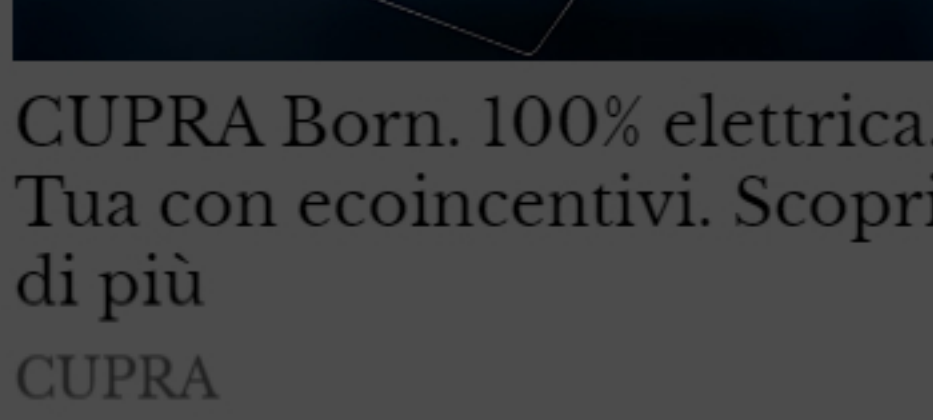 CUPRA Born. 100% elettrica.
Tua con ecoincentivi. Scopri
di più
CUPRA